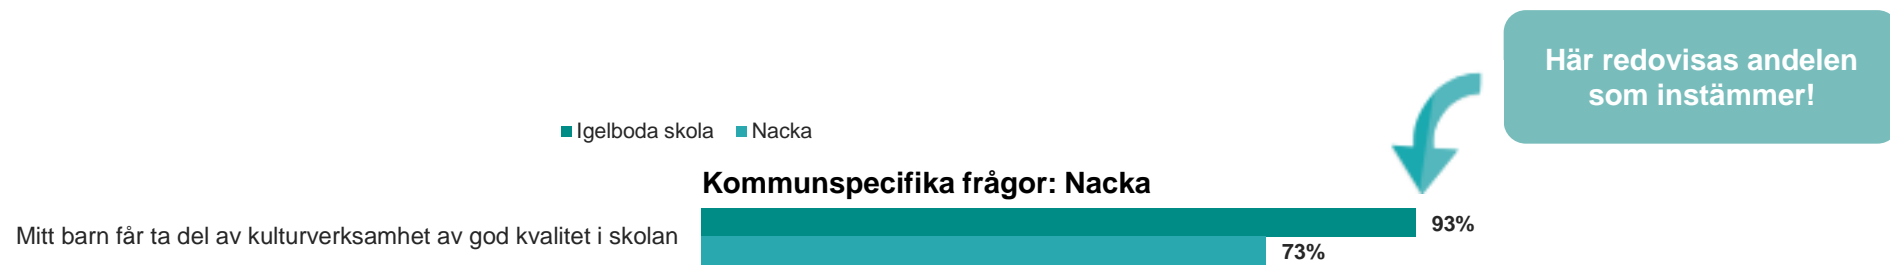 Här redovisas andelen
som instämmer!
Igelboda skola Nacka
Kommunspecifika frågor: Nacka
Mitt barn får ta del av kulturverksamhet av god kvalitet i skolan
93%
73%